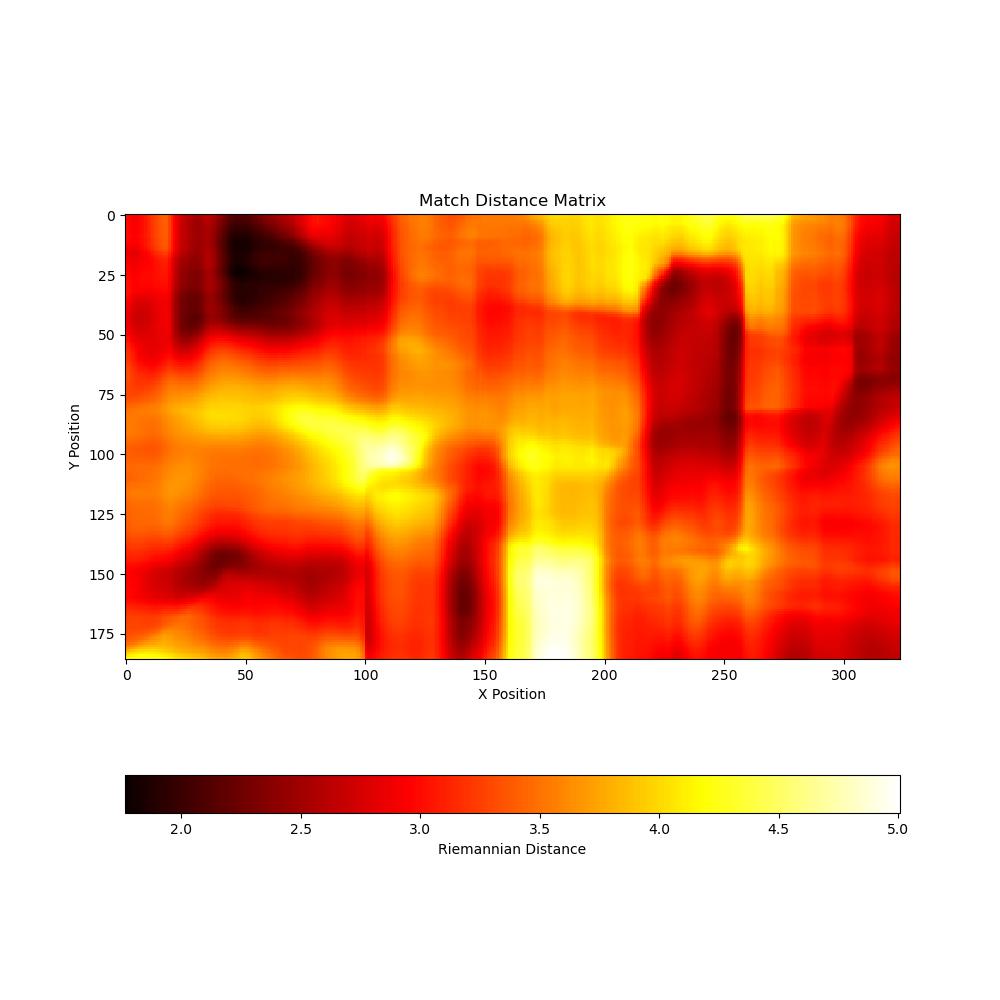 Match Distance Matrix
0
25
50
75
100
125
150
175
Y Position
0 50 100 150 200 250 300
X Position
2.0 2.5 3.0 3.5 4.0 4.5 5.0
Riemannian Distance